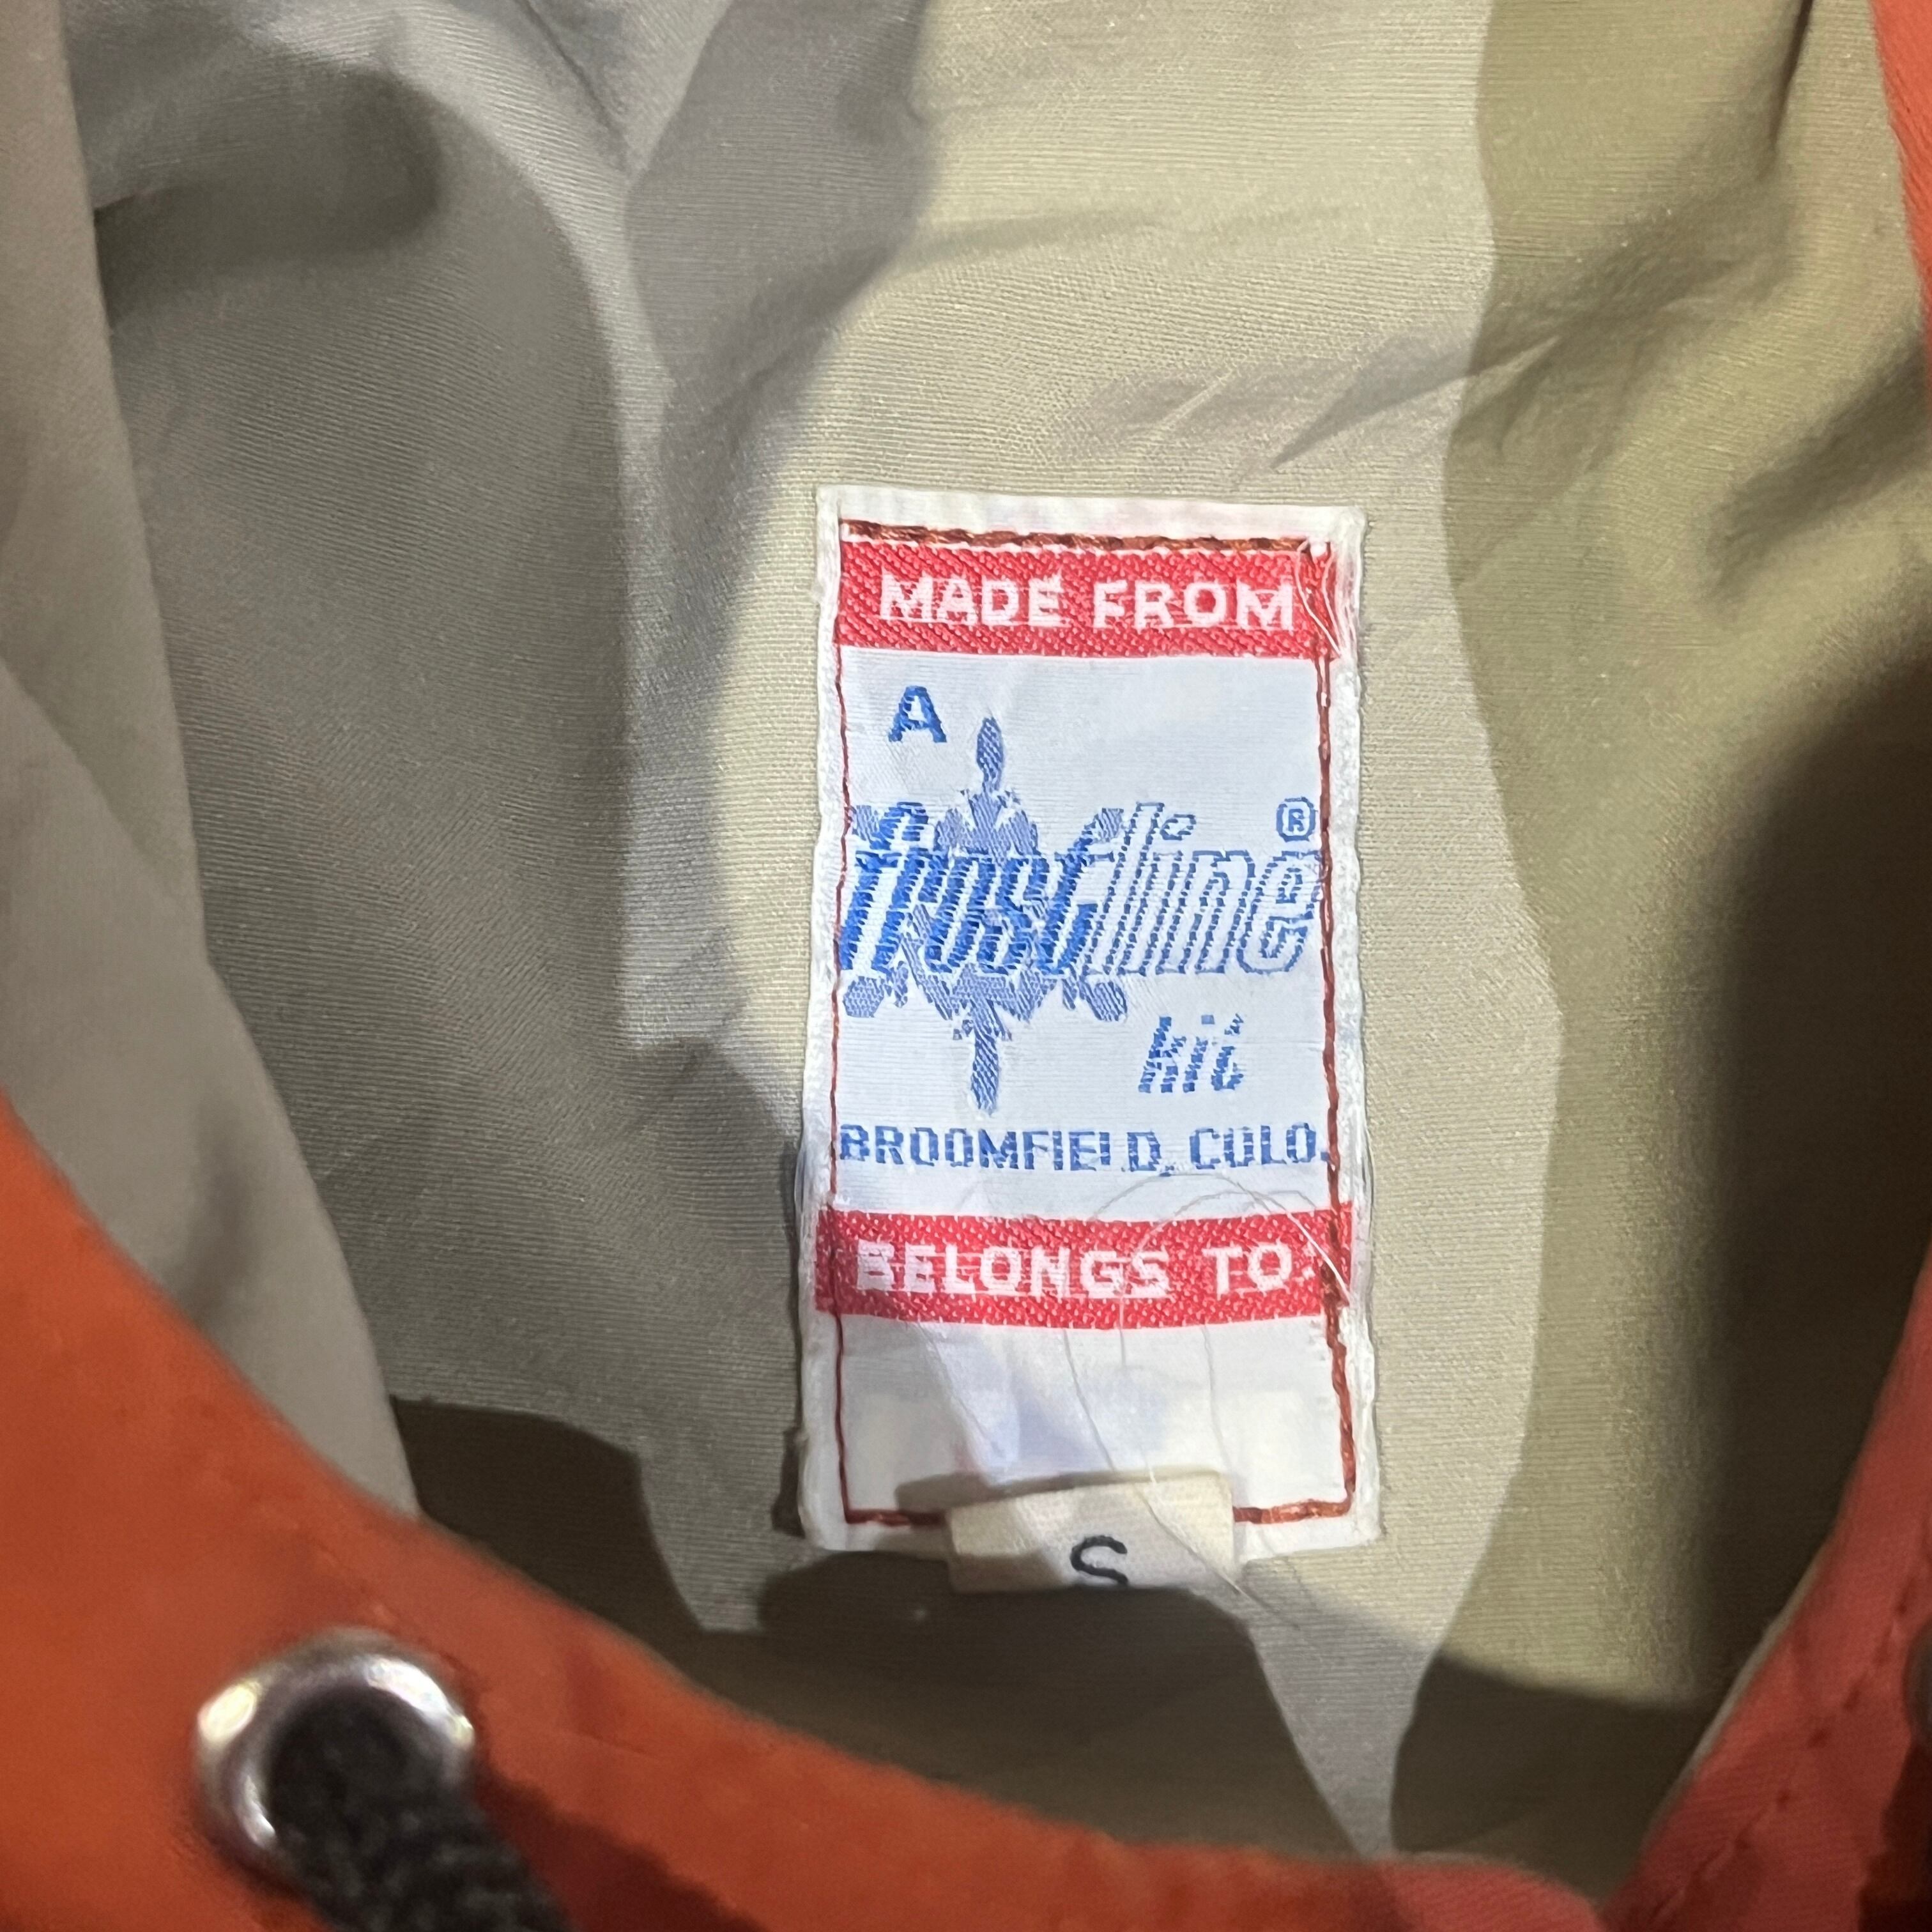 MADE FROM
A
frostline®
kit
BROOMFIELD, COLO.
BELONGS TO:
S